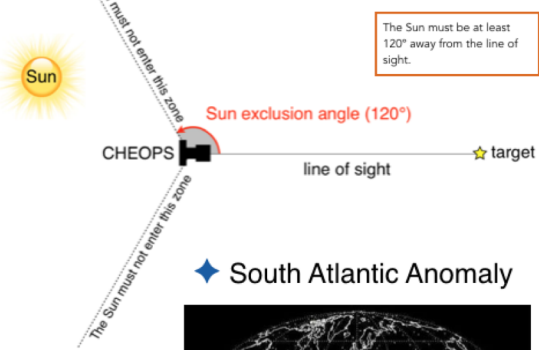 must not enter this zone
The Sun must be at least
120° away from the line of
sight.
Sun
Sun exclusion angle (120°)
CHEOPS
target
line of sight
The Sun must not enter this zone
South Atlantic Anomaly